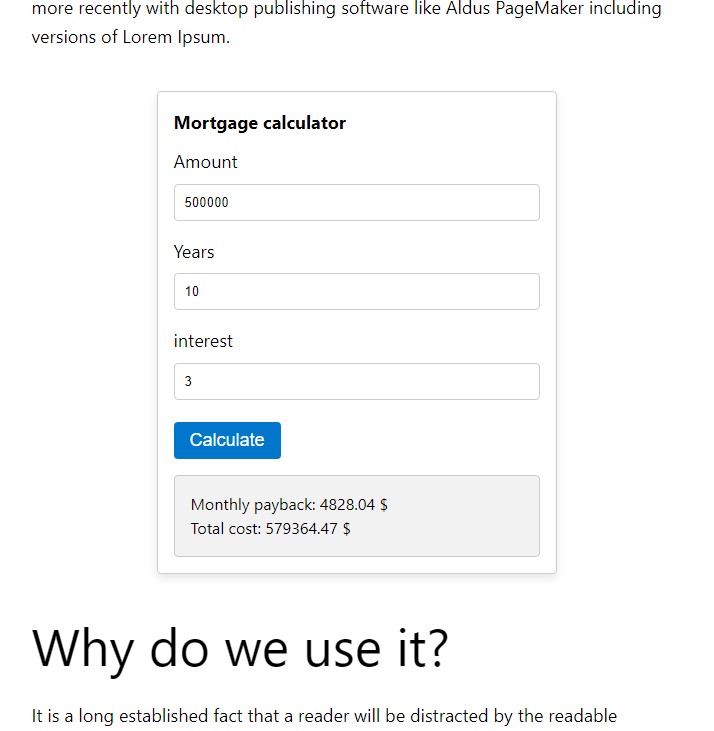 more recently with desktop publishing software like Aldus PageMaker including
versions of Lorem Ipsum.
Mortgage calculator
Amount
500000
Years
10
interest
3
Calculate
Monthly payback: 4828.04 $
Total cost: 579364.47 $
Why do we use it?
It is a long established fact that a reader will be distracted by the readable